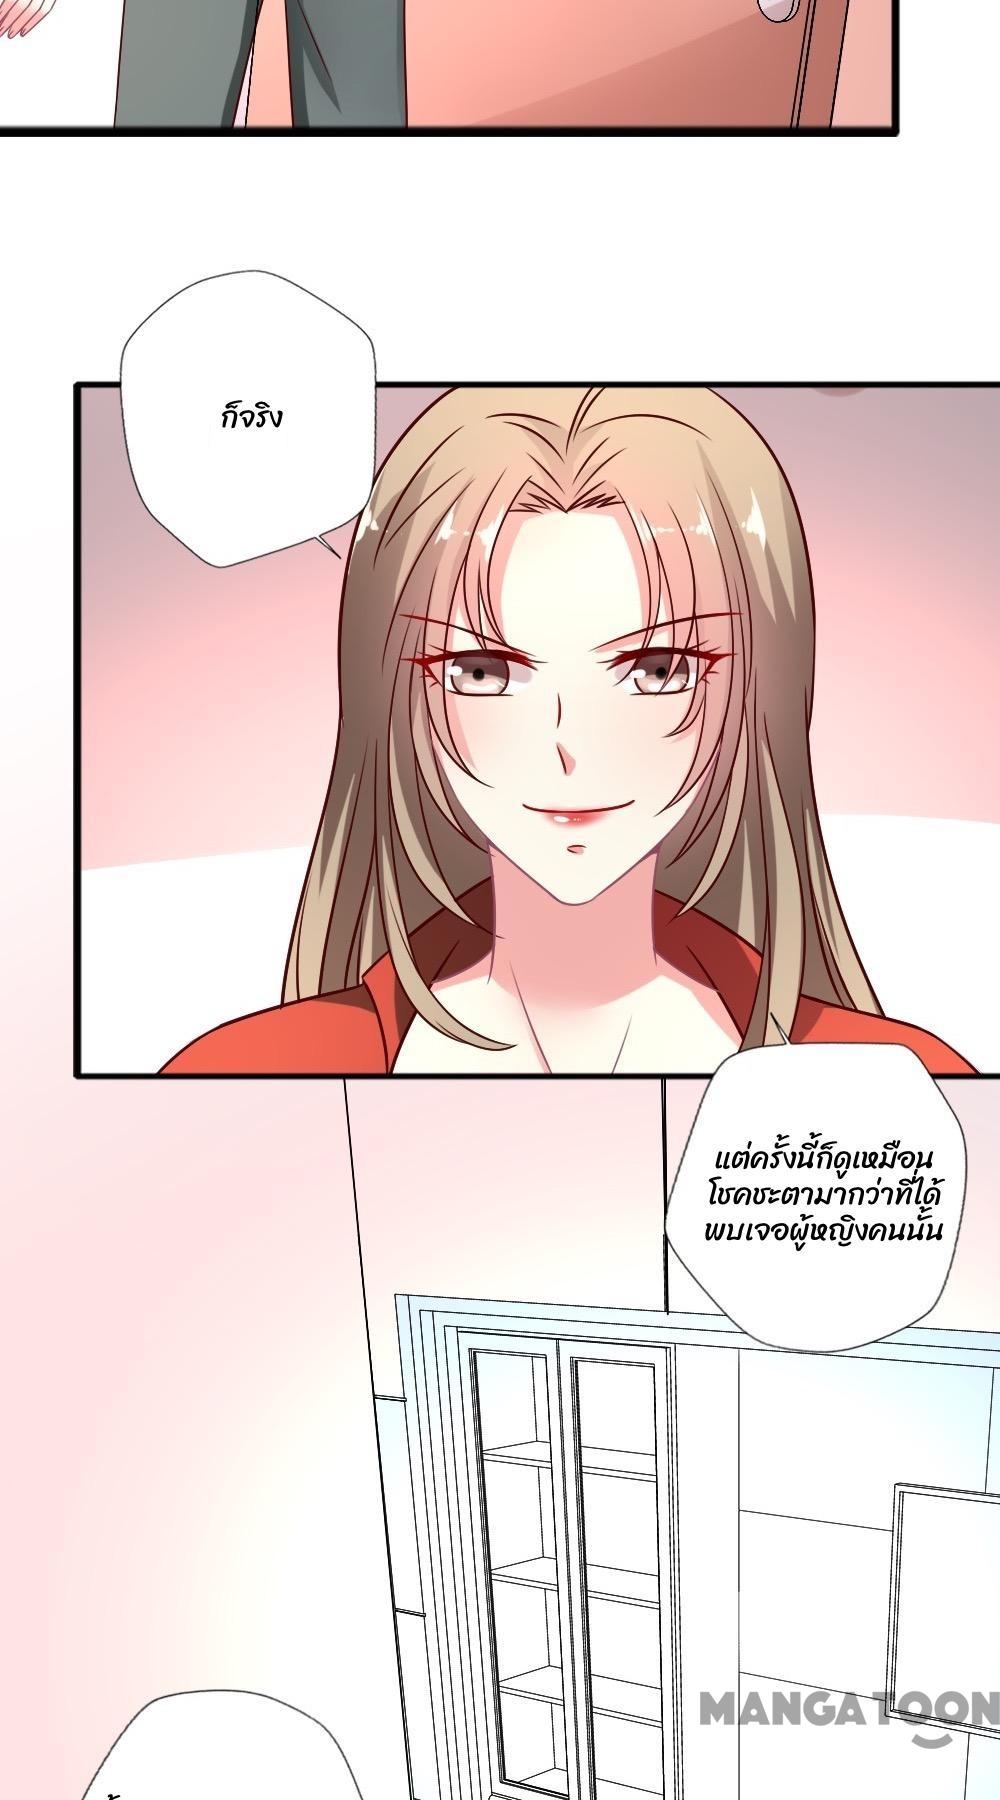 ก็จริง
แต่ครั้งนี้ก็ดูเหมือน
โชคชะตามากว่าที่ได้
พบเจอผู้หญิงคนนั้น
MANGATOON